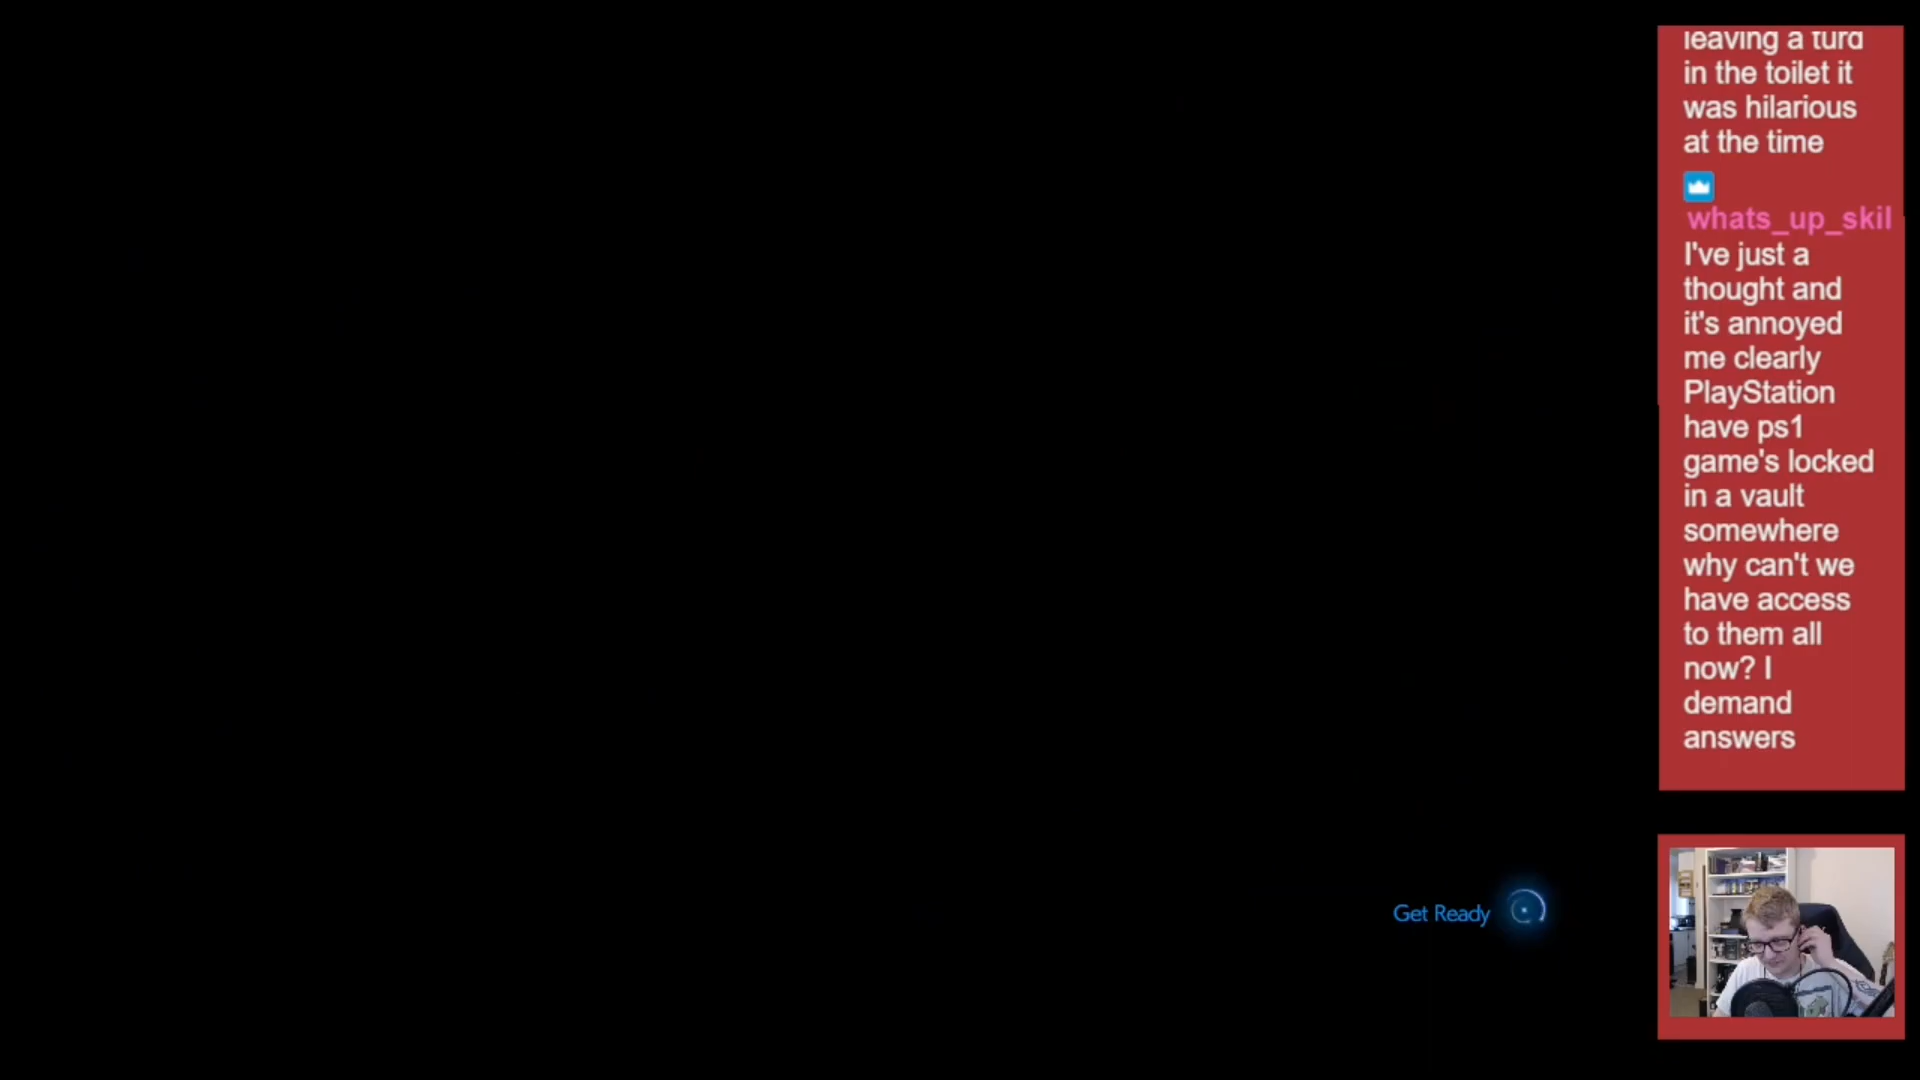 leaving a turd
in the toilet it
was hilarious
at the time
whats_up_skil
I've just a
thought and
it's annoyed
me clearly
PlayStation
have ps1
game's locked
in a vault
somewhere
why can't we
have access
to them all
now? I
demand
answers
Get Ready